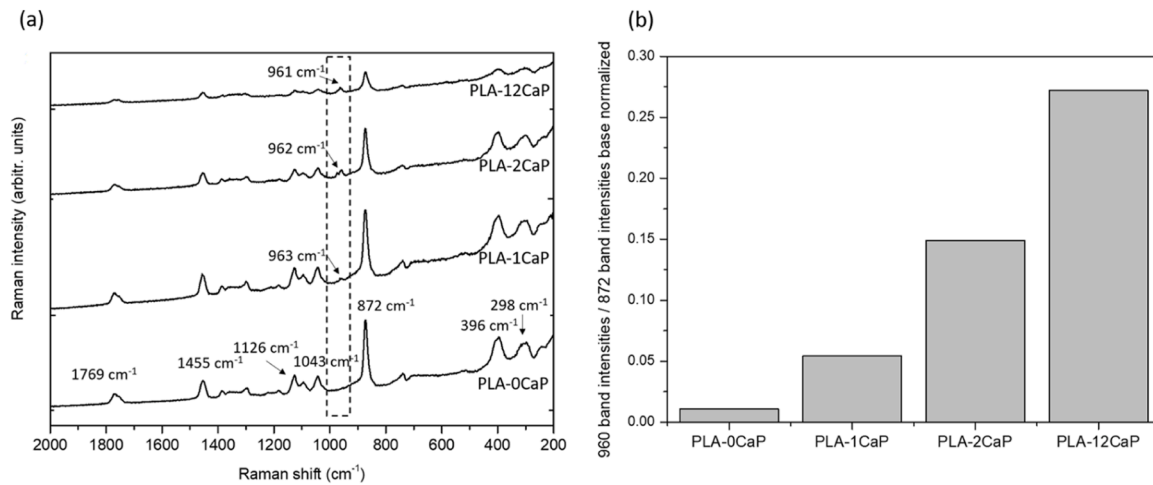 (a)
961 cm-1
PLA-12CaP
962 cm-1
PLA-2CaP
963 cm-1
PLA-1CaP
872 cm-1
298 cm-1
396 cm-1
1126 cm-1
1043 cm-1
1455 cm-1
1769 cm-1
PLA-0CaP
Raman intensity (arbitr. units)
2000 1800 1600 1400 1200 1000 800 600 400 200
Raman shift (cm-1)
(b)
960 band intensities / 872 band intensities base normalized
0.30
0.25
0.20
0.15
0.10
0.05
0.00
PLA-0CaP PLA-1CaP PLA-2CaP PLA-12CaP